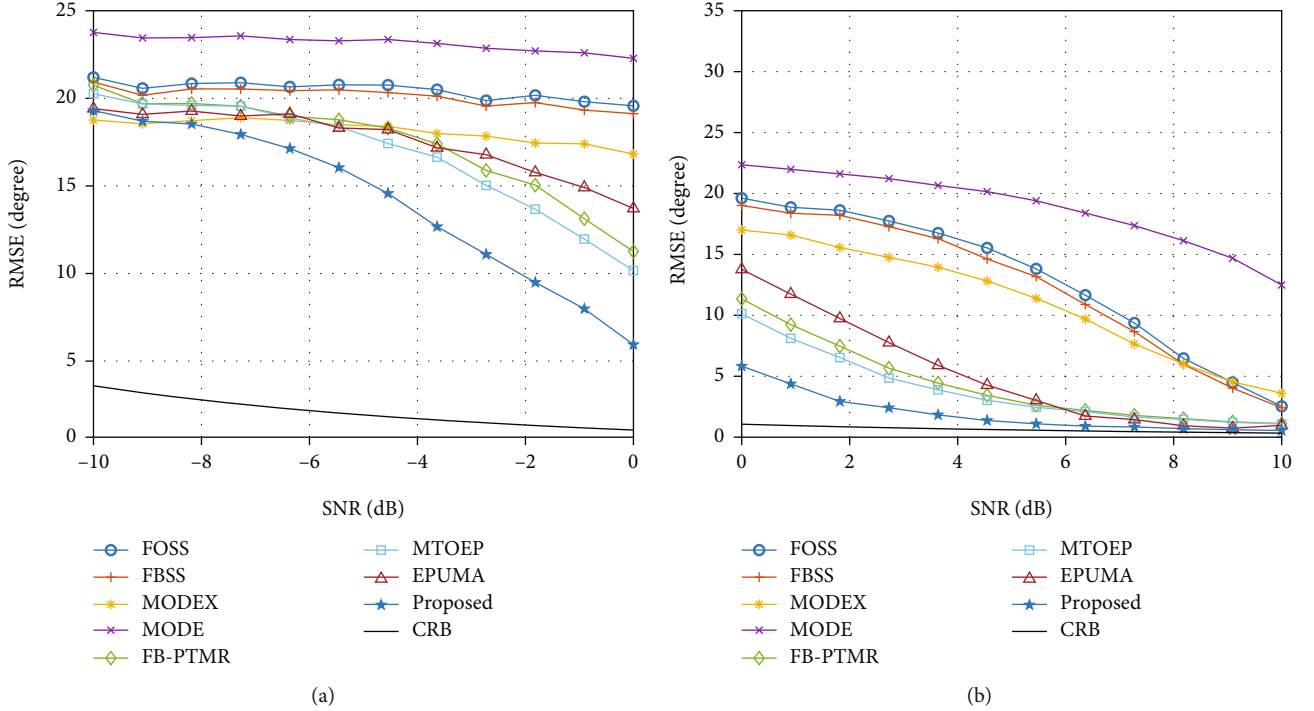 25
20
15
10
5
0
RMSE (degree)
–10
–8
–6
–4
–2
0
SNR (dB)
FOSS
FBSS
MODEX
MODE
FB-PTMR
MTOEP
EPUMA
Proposed
CRB
(a)
35
30
25
20
15
10
5
0
RMSE (degree)
0
2
4
6
8
10
SNR (dB)
FOSS
FBSS
MODEX
MODE
FB-PTMR
MTOEP
EPUMA
Proposed
CRB
(b)